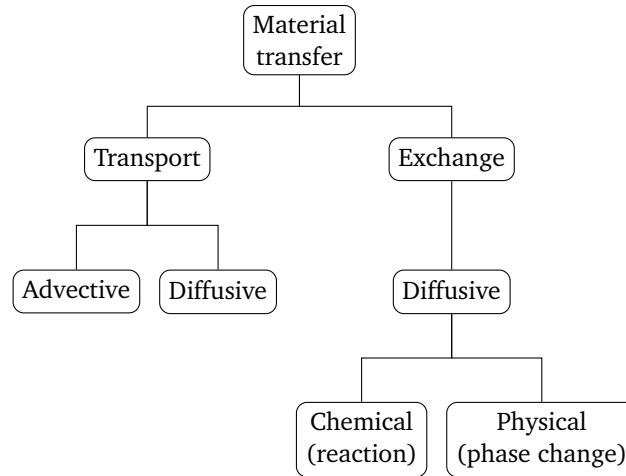 Material
transfer
Transport
Exchange
Advective
Diffusive
Diffusive
Chemical
(reaction)
Physical
(phase change)